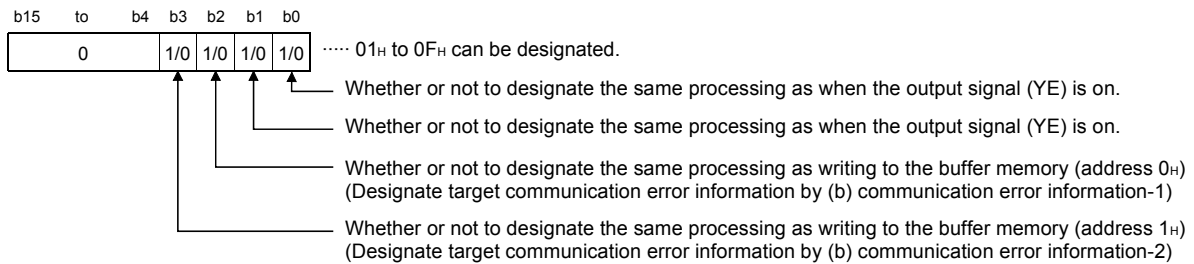 b15 to b4 b3 b2 b1 b0
0 1/0 1/0 1/0 1/0 ····· 01H to 0FH can be designated.
Whether or not to designate the same processing as when the output signal (YE) is on.
Whether or not to designate the same processing as when the output signal (YE) is on.
Whether or not to designate the same processing as writing to the buffer memory (address 0H)
(Designate target communication error information by (b) communication error information-1)
Whether or not to designate the same processing as writing to the buffer memory (address 1H)
(Designate target communication error information by (b) communication error information-2)